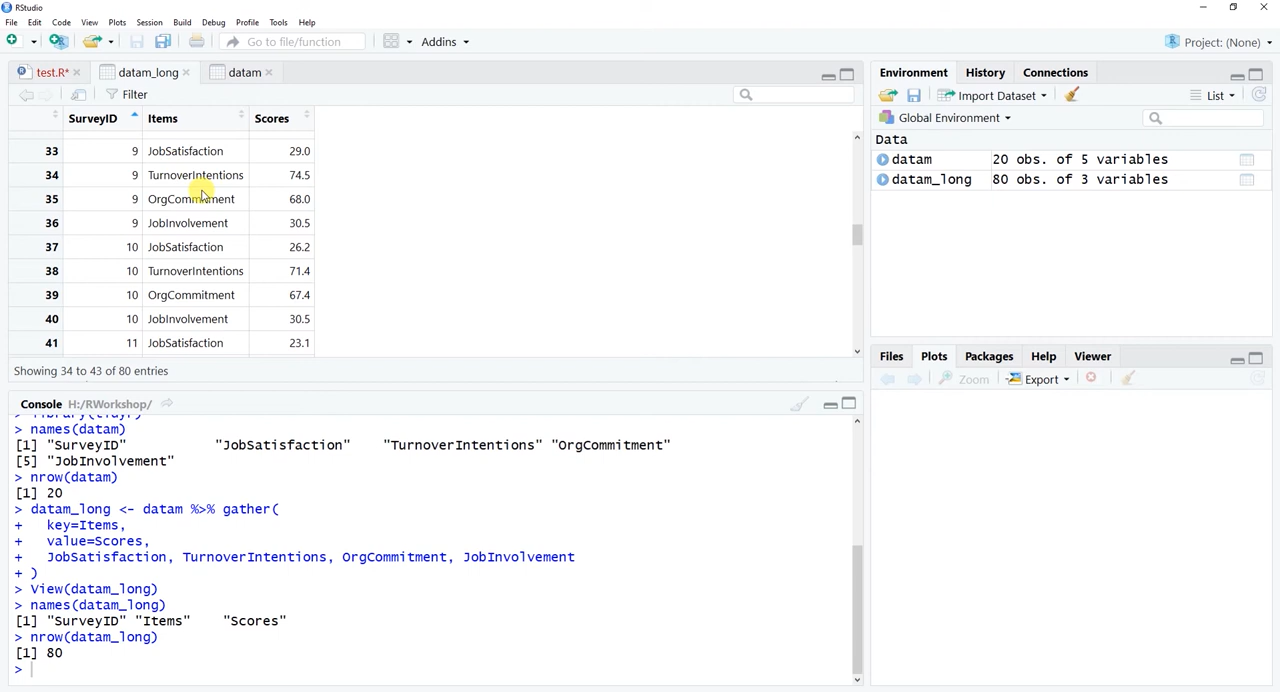 RStudio
File Edit Code View Plots Session Build Debug Profile Tools Help
Go to file/function Addins Project: (None)
test.R* datam_long datam
Filter
SurveyID Items Scores
33 9 JobSatisfaction 29.0
34 9 TurnoverIntentions 74.5
35 9 OrgCommitment 68.0
36 9 JobInvolvement 30.5
37 10 JobSatisfaction 26.2
38 10 TurnoverIntentions 71.4
39 10 OrgCommitment 67.4
40 10 JobInvolvement 30.5
41 11 JobSatisfaction 23.1
Showing 34 to 43 of 80 entries
Console H:/RWorkshop/
> library(tidyr)
> names(datam)
[1] "SurveyID" "JobSatisfaction" "TurnoverIntentions" "OrgCommitment"
[5] "JobInvolvement"
> nrow(datam)
[1] 20
> datam_long <- datam %>% gather(
+ key=Items,
+ value=Scores,
+ JobSatisfaction, TurnoverIntentions, OrgCommitment, JobInvolvement
+ )
> View(datam_long)
> names(datam_long)
[1] "SurveyID" "Items" "Scores"
> nrow(datam_long)
[1] 80
>
Environment History Connections
Import Dataset List
Global Environment
Data
datam 20 obs. of 5 variables
datam_long 80 obs. of 3 variables
Files Plots Packages Help Viewer
Zoom Export